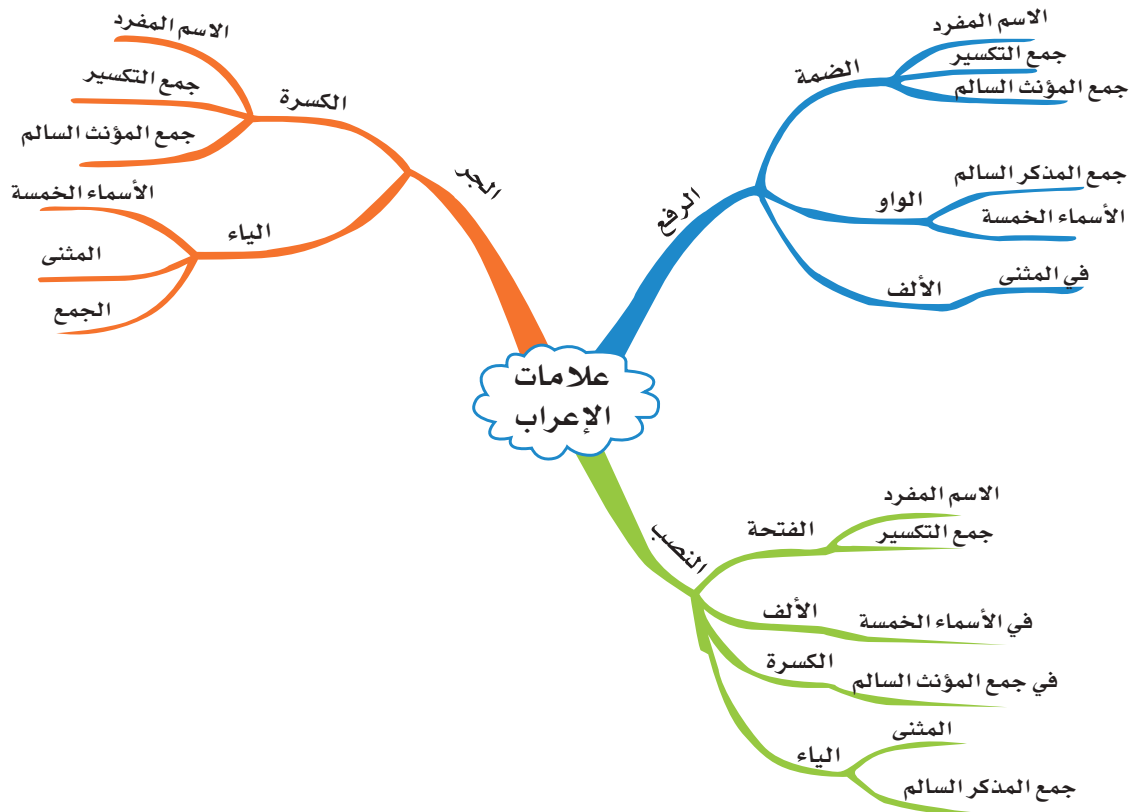 علامات
الإعراب
الرفع
الضمة
الاسم المفرد
جمع التكسير
جمع المؤنث السالم
الواو
جمع المذكر السالم
الأسماء الخمسة
الألف
في المثنى
النصب
الفتحة
الاسم المفرد
جمع التكسير
الألف
في الأسماء الخمسة
الكسرة
في جمع المؤنث السالم
الياء
المثنى
جمع المذكر السالم
الجر
الكسرة
الاسم المفرد
جمع التكسير
جمع المؤنث السالم
الياء
الأسماء الخمسة
المثنى
الجمع